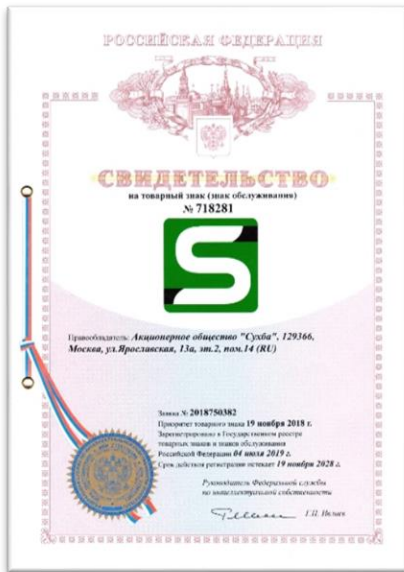 РОССИЙСКАЯ ФЕДЕРАЦИЯ
СВИДЕТЕЛЬСТВО
на товарный знак (знак обслуживания)
№ 718281
S
Правообладатель: Акционерное общество "Сухба", 129366,
Москва, ул.Ярославская, 13а, эт.2, пом.14 (RU)
Заявка № 2018750382
Приоритет товарного знака 19 ноября 2018 г.
Зарегистрировано в Государственном реестре
товарных знаков и знаков обслуживания
Российской Федерации 04 июля 2019 г.
Срок действия регистрации истекает 19 ноября 2028 г.
Руководитель Федеральной службы
по интеллектуальной собственности
Г.П. Ивлиев